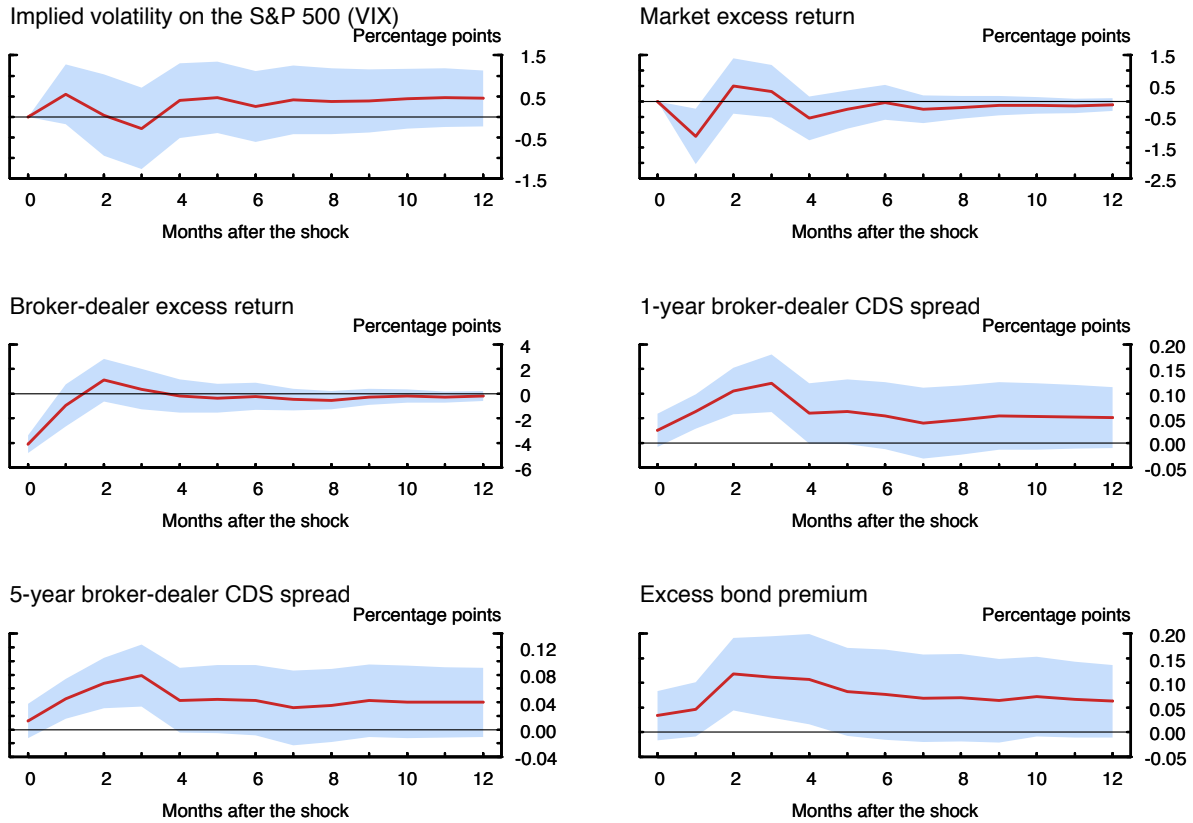 Implied volatility on the S&P 500 (VIX)
Percentage points
1.5
0.5
-0.5
-1.5
0 2 4 6 8 10 12
Months after the shock
Market excess return
Percentage points
1.5
0.5
-0.5
-1.5
-2.5
0 2 4 6 8 10 12
Months after the shock
Broker-dealer excess return
Percentage points
4
2
0
-2
-4
-6
0 2 4 6 8 10 12
Months after the shock
1-year broker-dealer CDS spread
Percentage points
0.20
0.15
0.10
0.05
0.00
-0.05
0 2 4 6 8 10 12
Months after the shock
5-year broker-dealer CDS spread
Percentage points
0.12
0.08
0.04
0.00
-0.04
0 2 4 6 8 10 12
Months after the shock
Excess bond premium
Percentage points
0.20
0.15
0.10
0.05
0.00
-0.05
0 2 4 6 8 10 12
Months after the shock